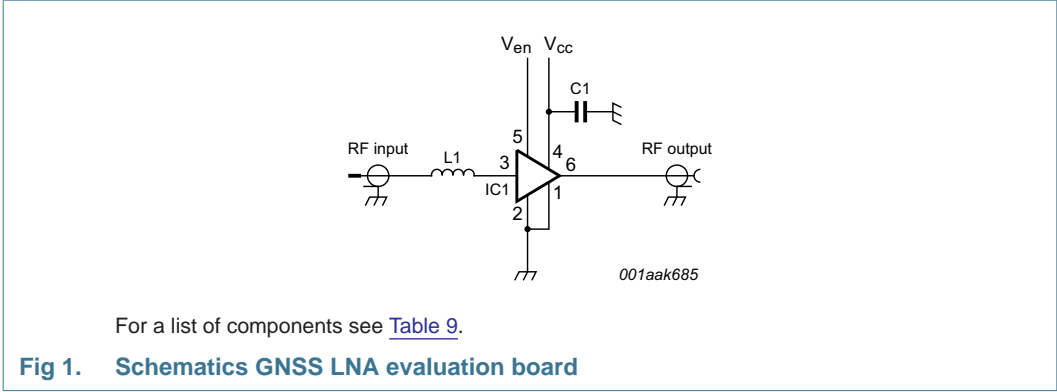 Ven Vcc
C1
5
4
RF input
L1
3
6
RF output
IC1
1
2
001aak685
For a list of components see Table 9.
Fig 1. Schematics GNSS LNA evaluation board